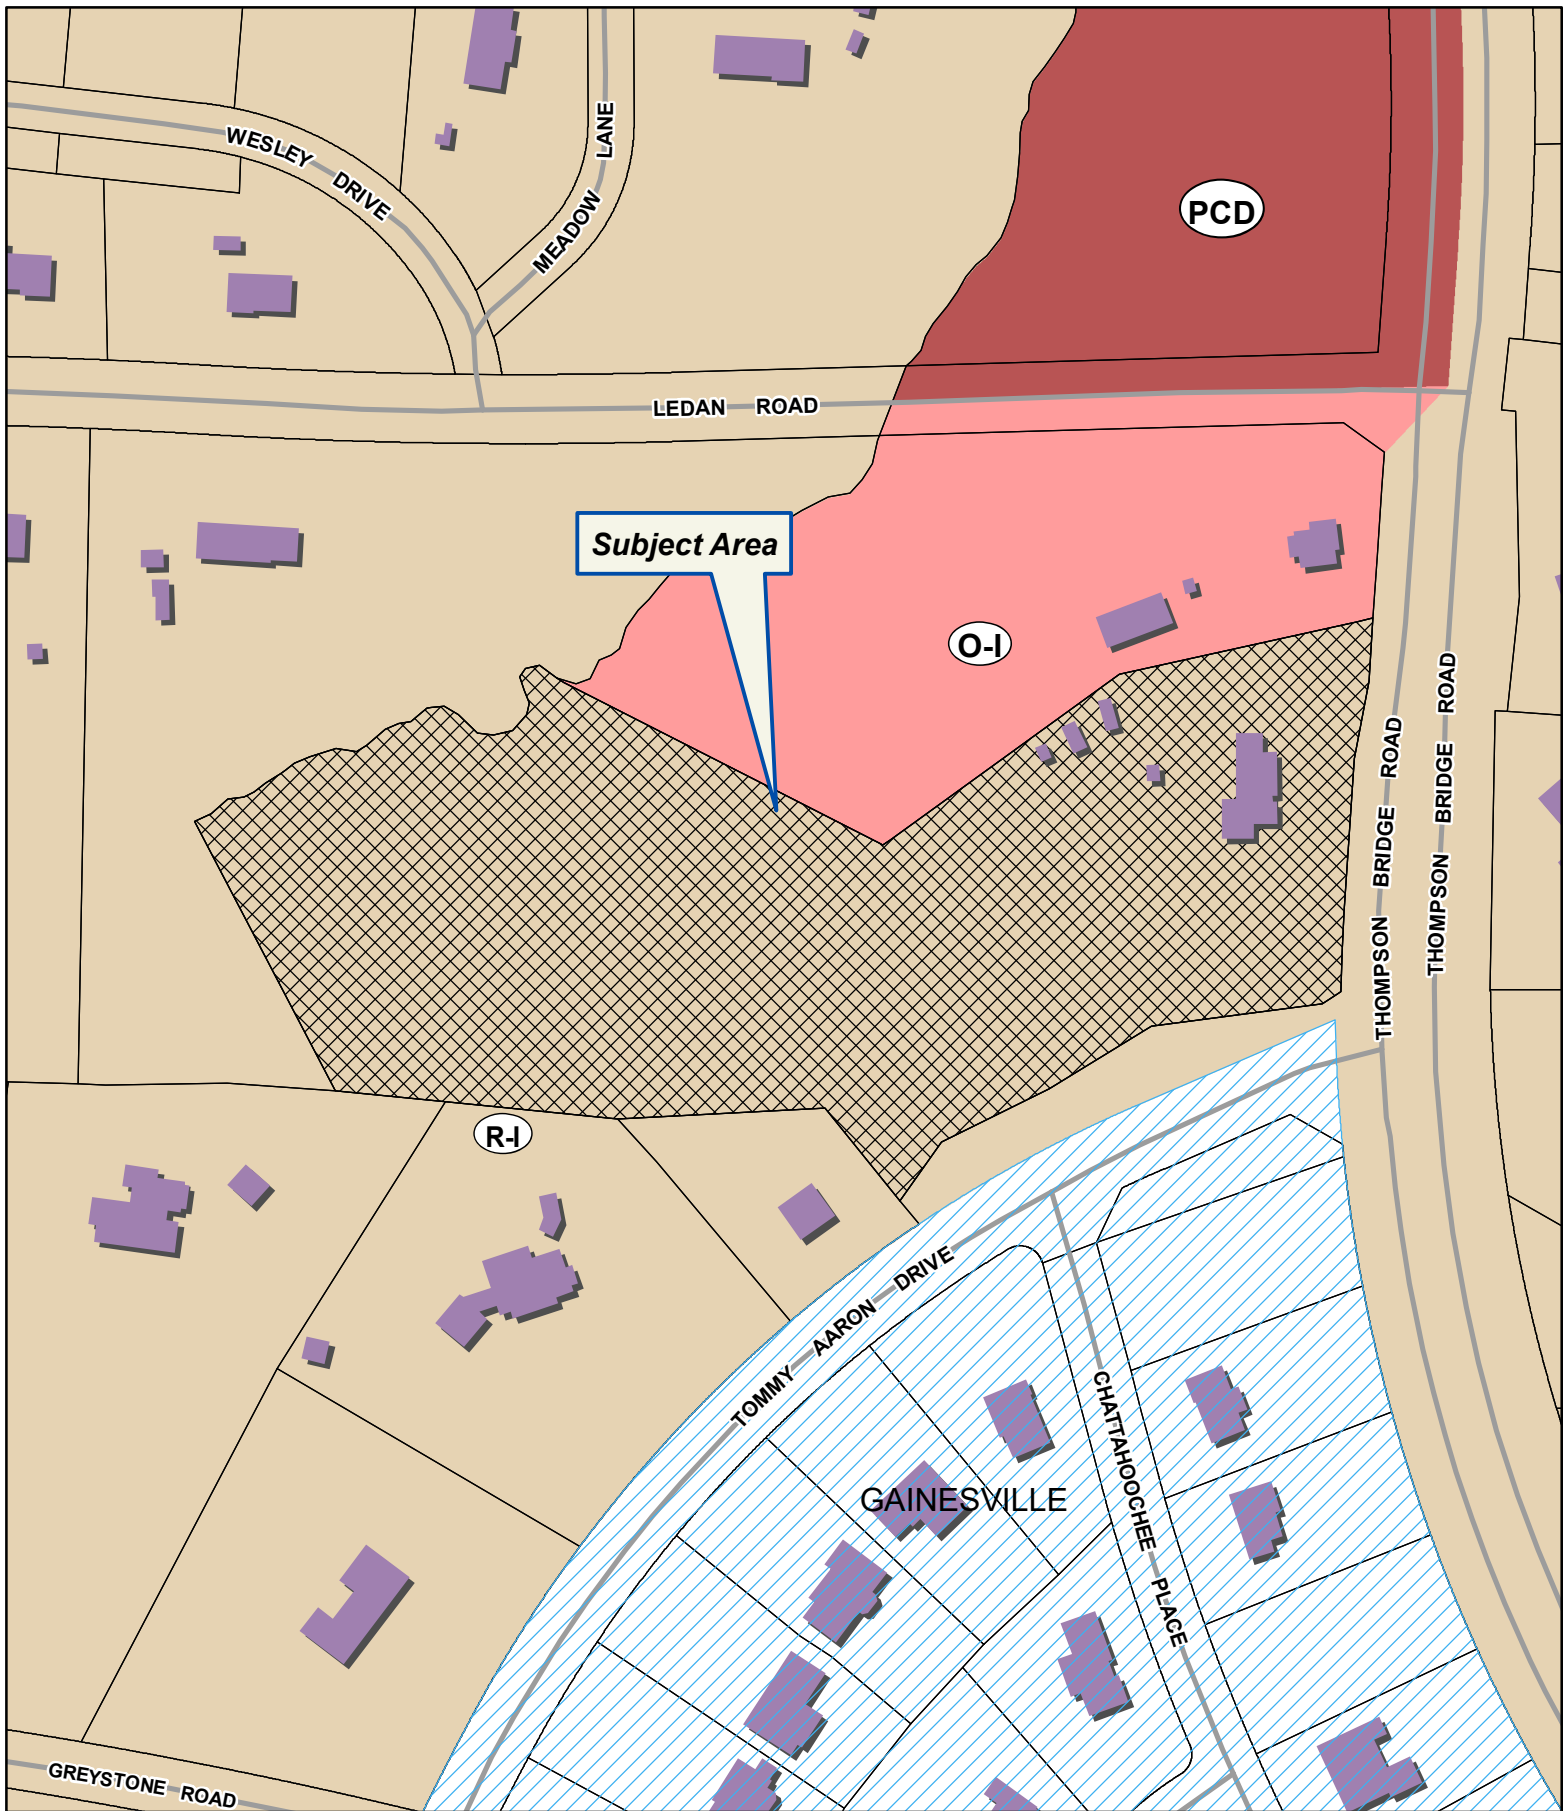 WESLEY DRIVE
MEADOW LANE
PCD
LEDAN ROAD
Subject Area
O-I
THOMPSON BRIDGE ROAD
THOMPSON BRIDGE ROAD
R-I
TOMMY AARON DRIVE
CHATTAHOOCHEE PLACE
GAINESVILLE
GREYSTONE ROAD